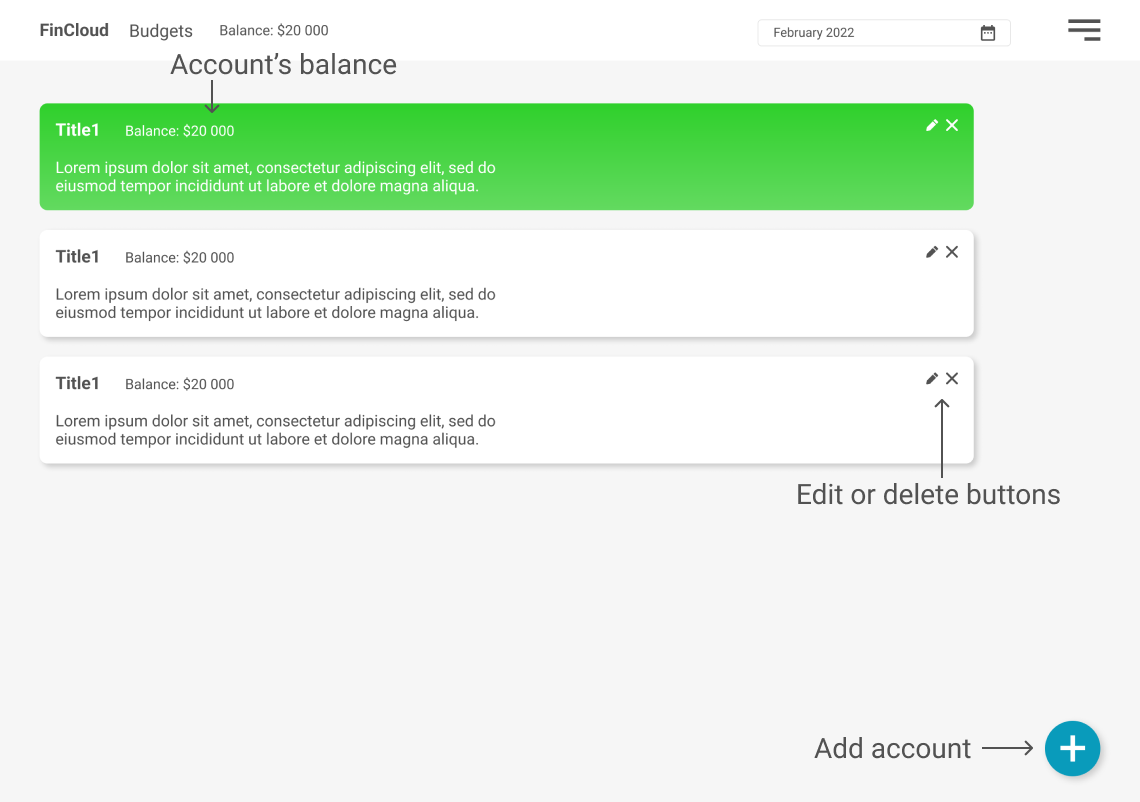 FinCloud Budgets Balance: $20 000 February 2022
Account’s balance
Title1 Balance: $20 000
Lorem ipsum dolor sit amet, consectetur adipiscing elit, sed do
eiusmod tempor incididunt ut labore et dolore magna aliqua.
Title1 Balance: $20 000
Lorem ipsum dolor sit amet, consectetur adipiscing elit, sed do
eiusmod tempor incididunt ut labore et dolore magna aliqua.
Title1 Balance: $20 000
Lorem ipsum dolor sit amet, consectetur adipiscing elit, sed do
eiusmod tempor incididunt ut labore et dolore magna aliqua.
Edit or delete buttons
Add account